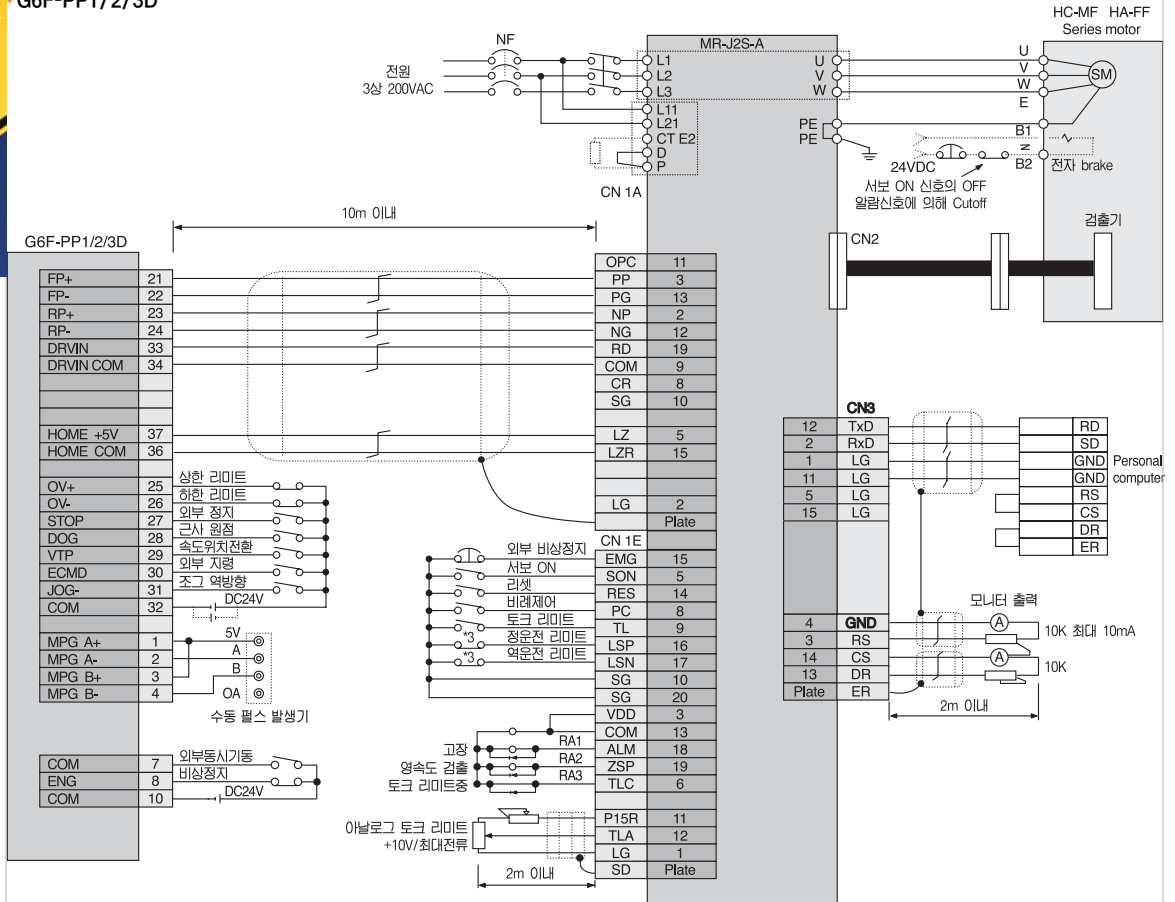 G6F-PP1/2/3D
HC-MF HA-FF
Series motor
NF
MR-J2S-A
전원
3상 200VAC
L1
L2
L3
L11
L21
CT E2
D
P
U
V
W
PE
PE
U
V
W
E
SM
B1
B2
Z
24VDC
전자 brake
서보 ON 신호의 OFF
알람신호에 의해 Cutoff
CN 1A
10m 이내
CN2
검출기
G6F-PP1/2/3D
FP+ 21
FP- 22
RP+ 23
RP- 24
DRVIN 33
DRVIN COM 34
HOME +5V 37
HOME COM 36
OV+ 25 상한 리미트
OV- 26 하한 리미트
STOP 27 외부 정지
DOG 28 근사 원점
VTP 29 속도위치전환
ECMD 30 외부 지령
JOG- 31 조그 역방향
COM 32 DC24V
MPG A+ 1 5V
MPG A- 2 A
MPG B+ 3 B
MPG B- 4 OA
수동 펄스 발생기
COM 7 외부동시기동
ENG 8 비상정지
COM 10 DC24V
OPC 11
PP 3
PG 13
NP 2
NG 12
RD 19
COM 9
CR 8
SG 10
LZ 5
LZR 15
LG 2
Plate
CN 1E
외부 비상정지 EMG 15
서보 ON SON 5
리셋 RES 14
비례제어 PC 8
토크 리미트 TL 9
*3 정운전 리미트 LSP 16
*3 역운전 리미트 LSN 17
SG 10
SG 20
VDD 3
COM 13
고장 RA1 ALM 18
영속도 검출 RA2 ZSP 19
토크 리미트중 RA3 TLC 6
P15R 11
아날로그 토크 리미트 TLA 12
+10V/최대전류 LG 1
SD Plate
2m 이내
CN3
12 TxD RD
2 RxD SD
1 LG GND Personal
11 LG GND computer
5 LG RS
15 LG CS
DR
ER
모니터 출력
4 GND A 10K 최대 10mA
3 RS
14 CS A 10K
13 DR
Plate ER
2m 이내